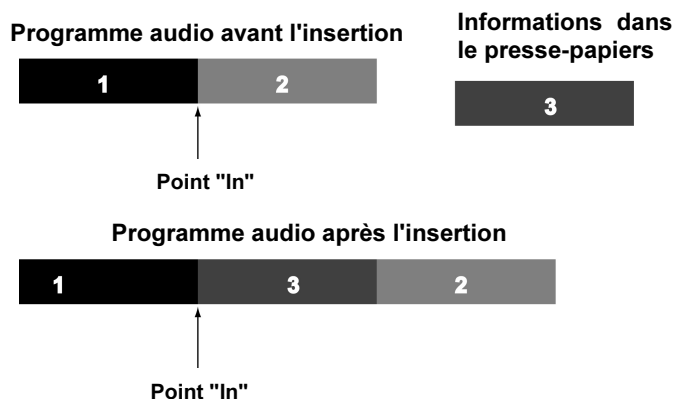 Programme audio avant l'insertion
Informations dans
le presse-papiers
1 2
3
Point "In"
Programme audio après l'insertion
1 3 2
Point "In"